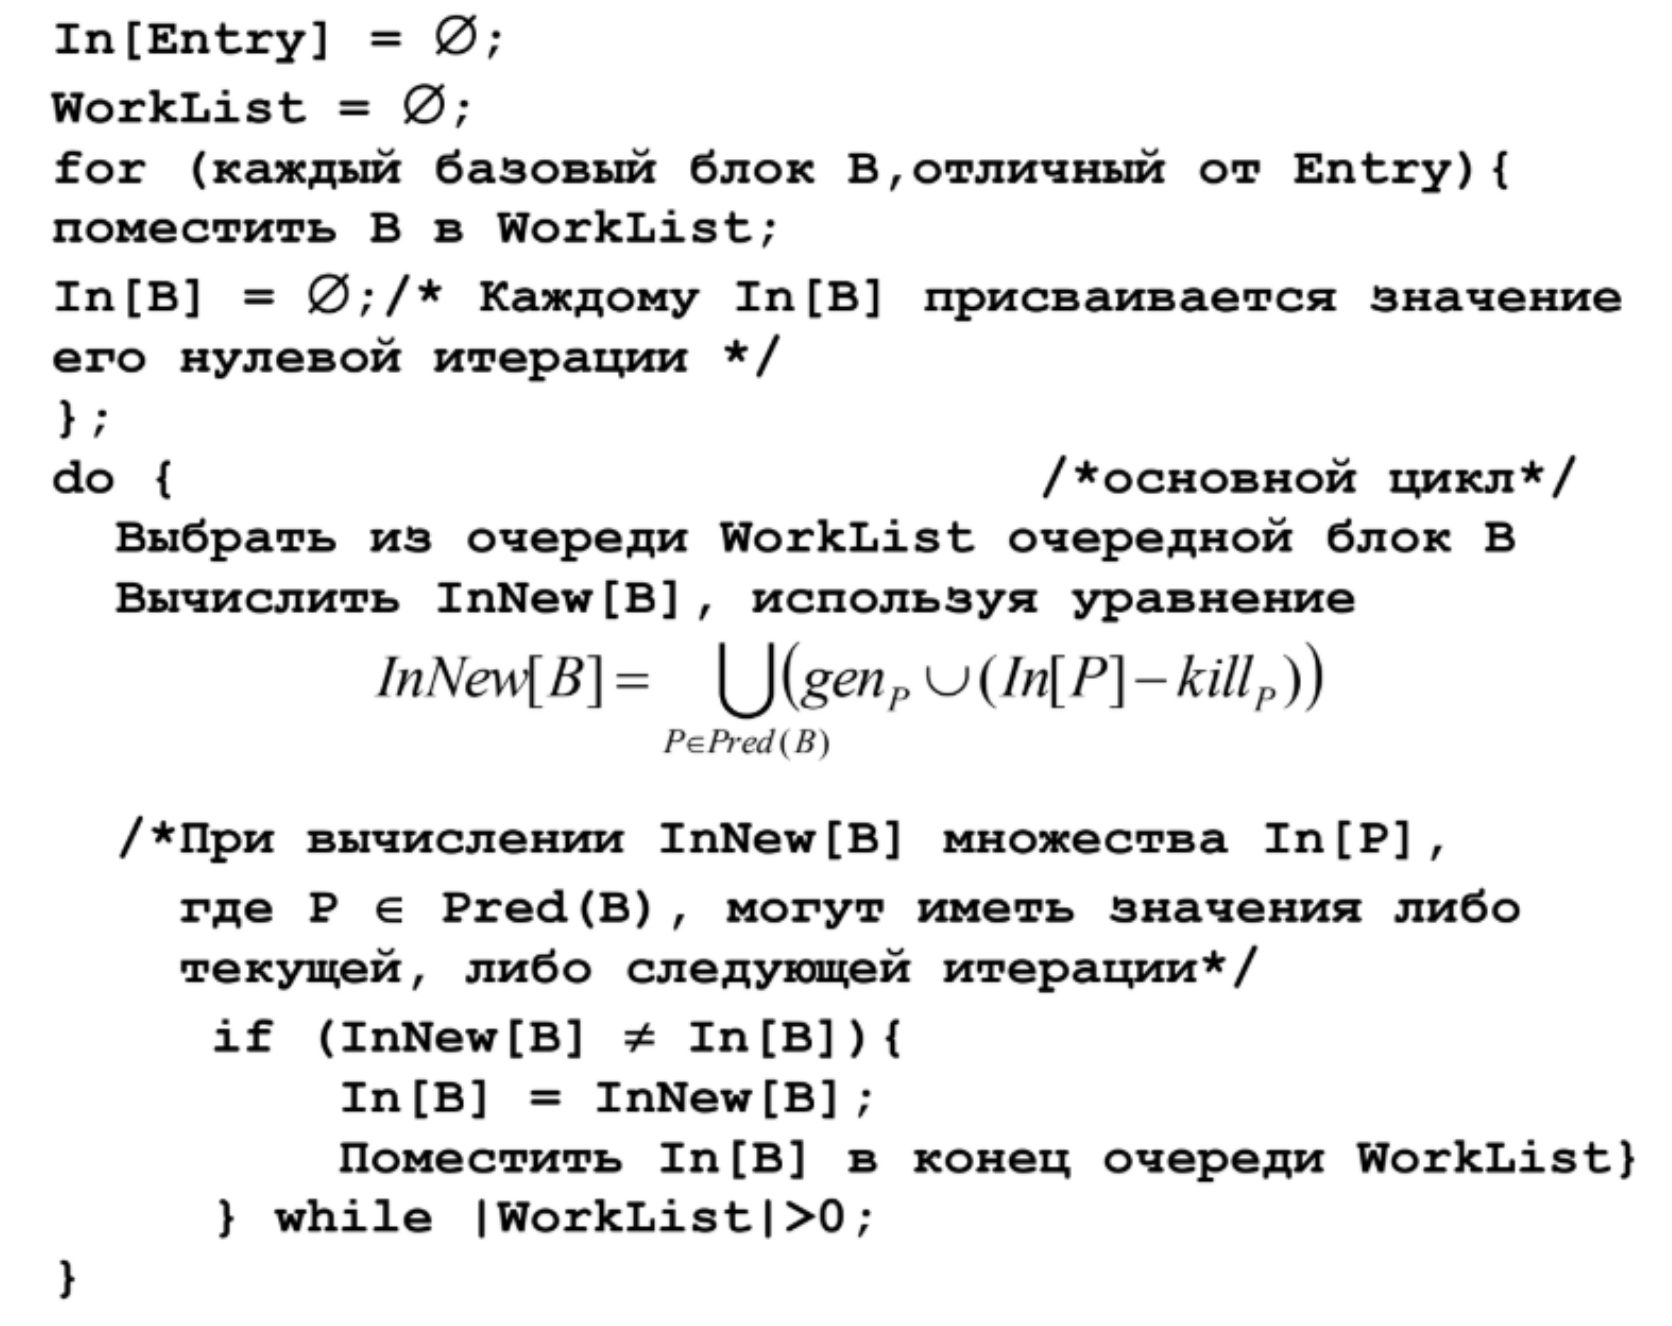 In[Entry] = ∅;
WorkList = ∅;
for (каждый базовый блок B,отличный от Entry){
поместить B в WorkList;
In[B] = ∅;/* Каждому In[B] присваивается значение
его нулевой итерации */
};
do { /*основной цикл*/
Выбрать из очереди WorkList очередной блок B
Вычислить InNew[B], используя уравнение
InNew[B]= ⋃(gen_P ∪(In[P]−kill_P))
P∈Pred(B)
/*При вычислении InNew[B] множества In[P],
где P ∈ Pred(B), могут иметь значения либо
текущей, либо следующей итерации*/
if (InNew[B] ≠ In[B]){
In[B] = InNew[B];
Поместить In[B] в конец очереди WorkList}
} while |WorkList|>0;
}